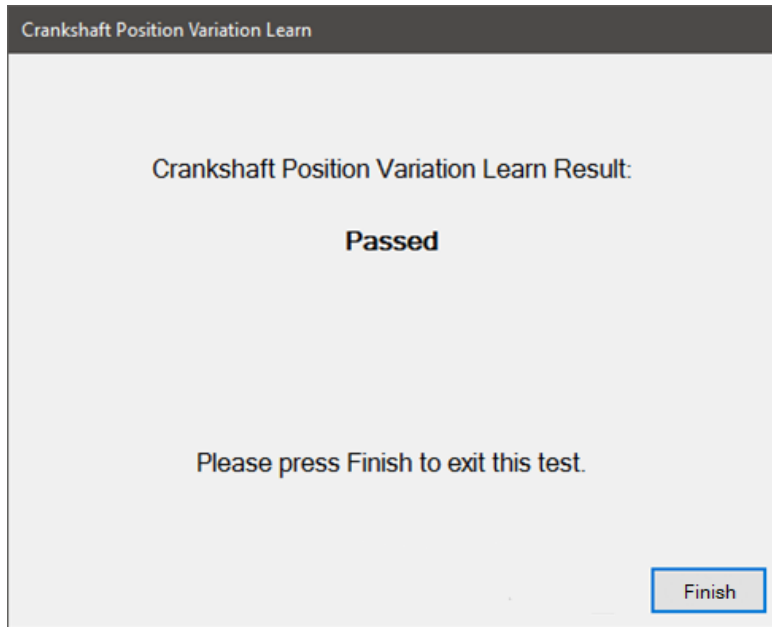 Crankshaft Position Variation Learn
Crankshaft Position Variation Learn Result:
Passed
Please press Finish to exit this test.
Finish